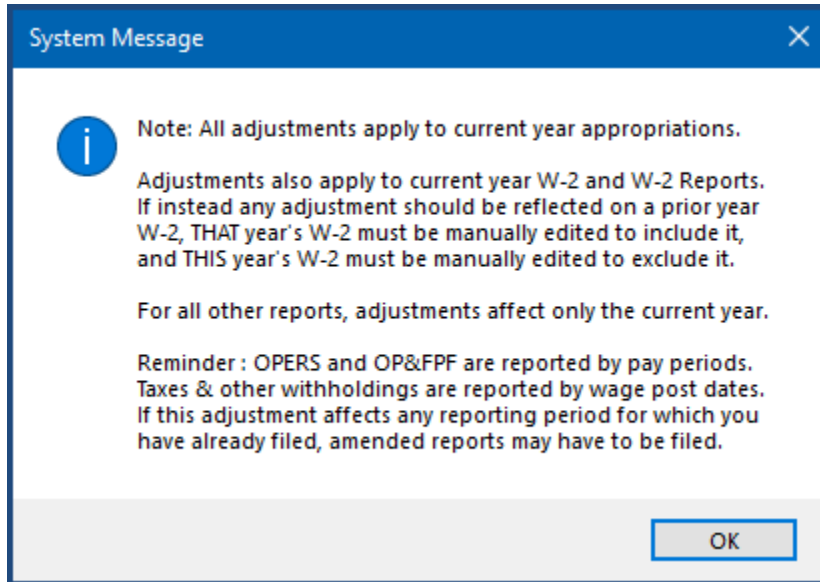 System Message
Note: All adjustments apply to current year appropriations.
Adjustments also apply to current year W-2 and W-2 Reports.
If instead any adjustment should be reflected on a prior year
W-2, THAT year's W-2 must be manually edited to include it,
and THIS year's W-2 must be manually edited to exclude it.
For all other reports, adjustments affect only the current year.
Reminder : OPERS and OP&FPF are reported by pay periods.
Taxes & other withholdings are reported by wage post dates.
If this adjustment affects any reporting period for which you
have already filed, amended reports may have to be filed.
OK